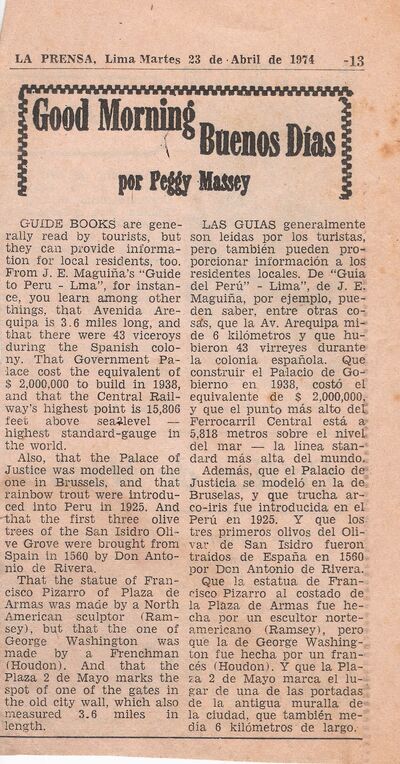 LA PRENSA, Lima Martes 23 de Abril de 1974 -13
Good Morning
Buenos Días
por Peggy Massey
GUIDE BOOKS are gene-
rally read by tourists, but
they can provide informa-
tion for local residents, too.
From J. E. Maguiña's "Guide
to Peru - Lma", for instan-
ce, you learn among other
things, that Avenida Are-
quipa is 3.6 miles long, and
that there were 43 viceroys
during the Spanish colo-
ny. That Government Pa-
lace cost the equivalent of
$ 2,000,000 to build in 1938,
and that the Central Rail-
way's highest point is 15,806
feet above sea-level —
highest standard-gauge in
the world.
Also, that the Palace of
Justice was modelled on the
one in Brussels, and that
rainbow trout were introdu-
ced into Peru in 1925. And
that the first three olive
trees of the San Isidro Oli-
ve Grove were brought from
Spain in 1560 by Don Anto-
nio de Rivera.
That the statue of Fran-
cisco Pizarro of Plaza de
Armas was made by a North
American sculptor (Ram-
sey), but that the one of
George Washington was
made by a Frenchman
(Houdon). And that the
Plaza 2 de Mayo marks the
spot of one of the gates in
the old city wall, which also
measured 3.6 miles in
length.
LAS GUIAS generalmente
son leidas por los turistas,
pero también pueden pro-
porcionar información a los
residentes locales. De "Guía
del Perú" - Lima", de J. E.
Maguiña, por ejemplo, pue-
den saber, entre otras co-
sas, que la Av. Arequipa mi-
de 6 kilómetros y que hu-
bieron 43 virreyes durante
la colonia española. Que
construir el Palacio de Go-
bierno en 1938, costó el
equivalente de $ 2,000,000,
y que el punto más alto del
Ferrocarril Central está a
5,818 metros sobre el nivel
del mar — la línea stan-
dard más alta del mundo.
Además, que el Palacio de
Justicia se modeló en la de
Bruselas, y que trucha ar-
co-iris fue introducida en el
Perú en 1925. Y que los
tres primeros olivos del Oli-
var de San Isidro fueron
traídos de España en 1560
por Don Antonio de Rivera.
Que la estatua de Fran-
cisco Pizarro al costado de
la Plaza de Armas fue he-
cha por un escultor norte-
americano (Ramsey), pero
que la de George Washing-
ton fue hecha por un fran-
cés (Houdon). Y que la Pla-
za 2 de Mayo marca el lu-
gar de una de las portadas
de la antigua muralla de
la ciudad, que también me-
día 6 kilómetros de largo.